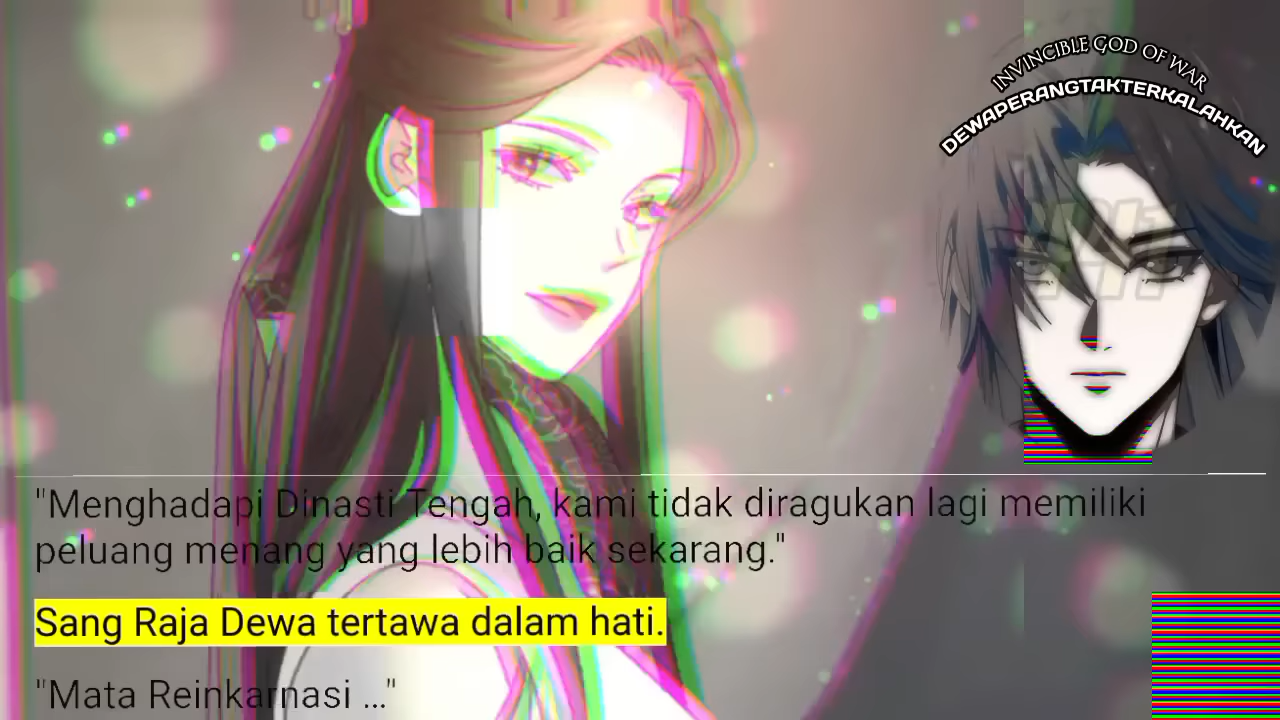 INVINCIBLE GOD OF WAR
DEWAPERANGTAKTERKALAHKAN
"Menghadapi Dinasti Tengah, kami tidak diragukan lagi memiliki
peluang menang yang lebih baik sekarang."
Sang Raja Dewa tertawa dalam hati.
"Mata Reinkarnasi ..."